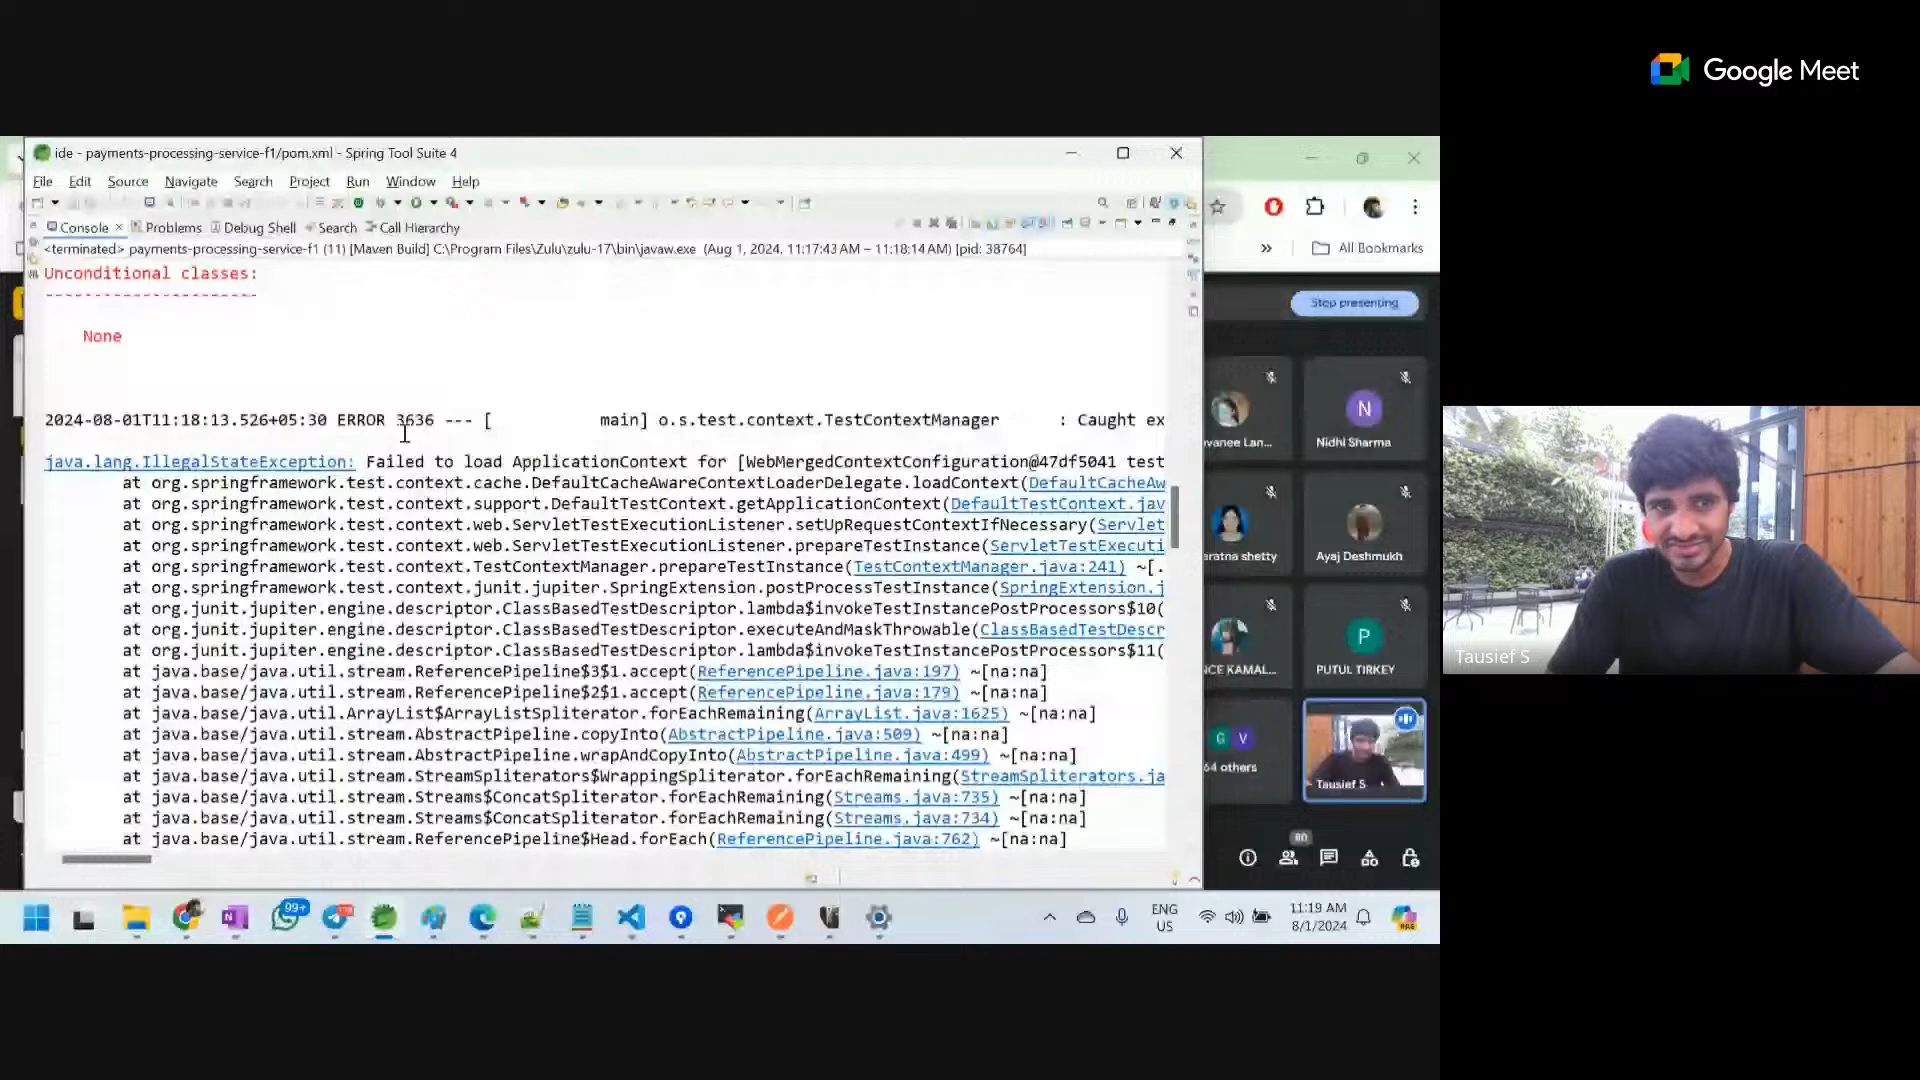 Google Meet
ide - payments-processing-service-f1/pom.xml - Spring Tool Suite 4
File Edit Source Navigate Search Project Run Window Help
Console Problems Debug Shell Search Call Hierarchy
<terminated> payments-processing-service-f1 (11) [Maven Build] C:\Program Files\Zulu\zulu-17\bin\javaw.exe (Aug 1, 2024, 11:17:43 AM – 11:18:14 AM) [pid: 38764]
All Bookmarks
Unconditional classes:
----------------------
None
Stop presenting
2024-08-01T11:18:13.526+05:30 ERROR 3636 --- [ main] o.s.test.context.TestContextManager : Caught ex
java.lang.IllegalStateException: Failed to load ApplicationContext for [WebMergedContextConfiguration@47df5041 test
at org.springframework.test.context.cache.DefaultCacheAwareContextLoaderDelegate.loadContext(DefaultCacheAw
at org.springframework.test.context.support.DefaultTestContext.getApplicationContext(DefaultTestContext.jav
at org.springframework.test.context.web.ServletTestExecutionListener.setUpRequestContextIfNecessary(Servlet
at org.springframework.test.context.web.ServletTestExecutionListener.prepareTestInstance(ServletTestExecuti
at org.springframework.test.context.TestContextManager.prepareTestInstance(TestContextManager.java:241) ~[.
at org.springframework.test.context.junit.jupiter.SpringExtension.postProcessTestInstance(SpringExtension.j
at org.junit.jupiter.engine.descriptor.ClassBasedTestDescriptor.lambda$invokeTestInstancePostProcessors$10(
at org.junit.jupiter.engine.descriptor.ClassBasedTestDescriptor.executeAndMaskThrowable(ClassBasedTestDescr
at org.junit.jupiter.engine.descriptor.ClassBasedTestDescriptor.lambda$invokeTestInstancePostProcessors$11(
at java.base/java.util.stream.ReferencePipeline$3$1.accept(ReferencePipeline.java:197) ~[na:na]
at java.base/java.util.stream.ReferencePipeline$2$1.accept(ReferencePipeline.java:179) ~[na:na]
at java.base/java.util.ArrayList$ArrayListSpliterator.forEachRemaining(ArrayList.java:1625) ~[na:na]
at java.base/java.util.stream.AbstractPipeline.copyInto(AbstractPipeline.java:509) ~[na:na]
at java.base/java.util.stream.AbstractPipeline.wrapAndCopyInto(AbstractPipeline.java:499) ~[na:na]
at java.base/java.util.stream.StreamSpliterators$WrappingSpliterator.forEachRemaining(StreamSpliterators.ja
at java.base/java.util.stream.Streams$ConcatSpliterator.forEachRemaining(Streams.java:735) ~[na:na]
at java.base/java.util.stream.Streams$ConcatSpliterator.forEachRemaining(Streams.java:734) ~[na:na]
at java.base/java.util.stream.ReferencePipeline$Head.forEach(ReferencePipeline.java:762) ~[na:na]
vanee Lan...
N
Nidhi Sharma
aratna shetty
Ayaj Deshmukh
NCE KAMAL...
P
PUTUL TIRKEY
G V
64 others
Tausief S
80
Tausief S
99+
ENG
US
11:19 AM
8/1/2024
PRE